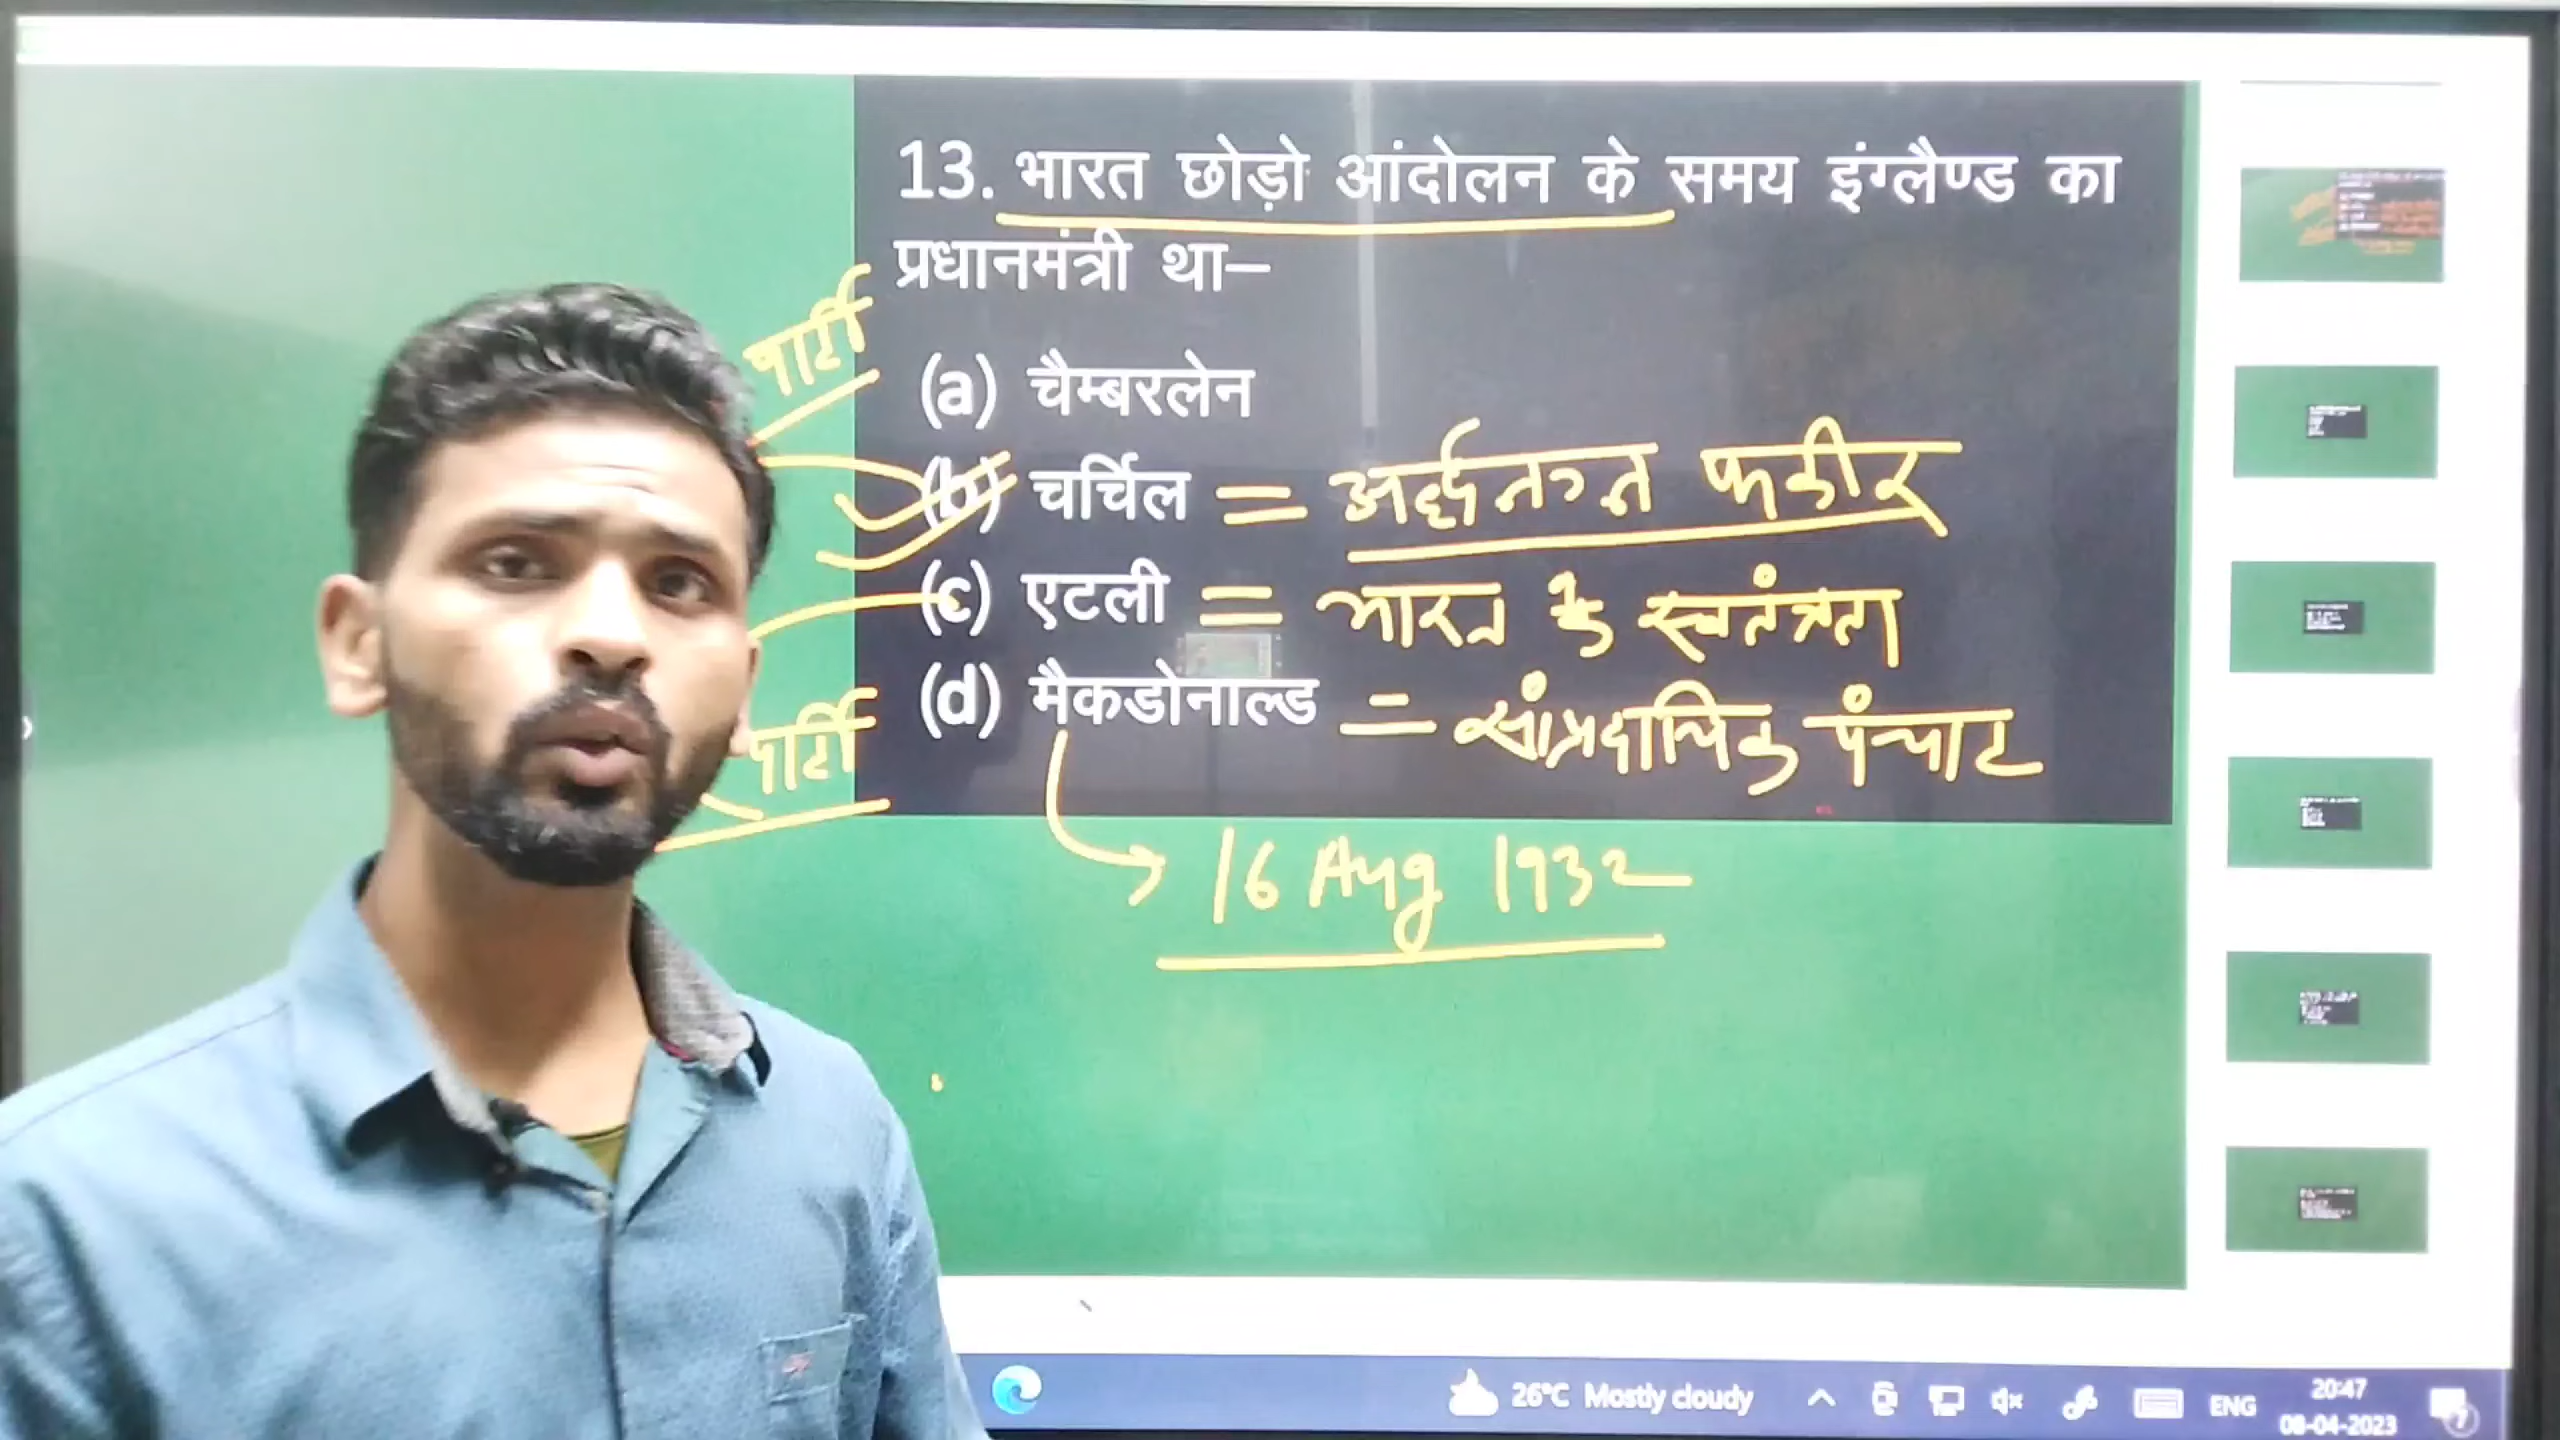 13. भारत छोड़ो आंदोलन के समय इंग्लैण्ड का
प्रधानमंत्री था–
पार्टी
(a) चैम्बरलेन
(b) चर्चिल = अर्द्धनग्न फकीर
(c) एटली = भारत के स्वतंत्रता
(d) मैकडोनाल्ड = सांप्रदायिक पंचाट
पार्टी
16 Aug 1932
26°C Mostly cloudy
ENG
20:47
08-04-2023